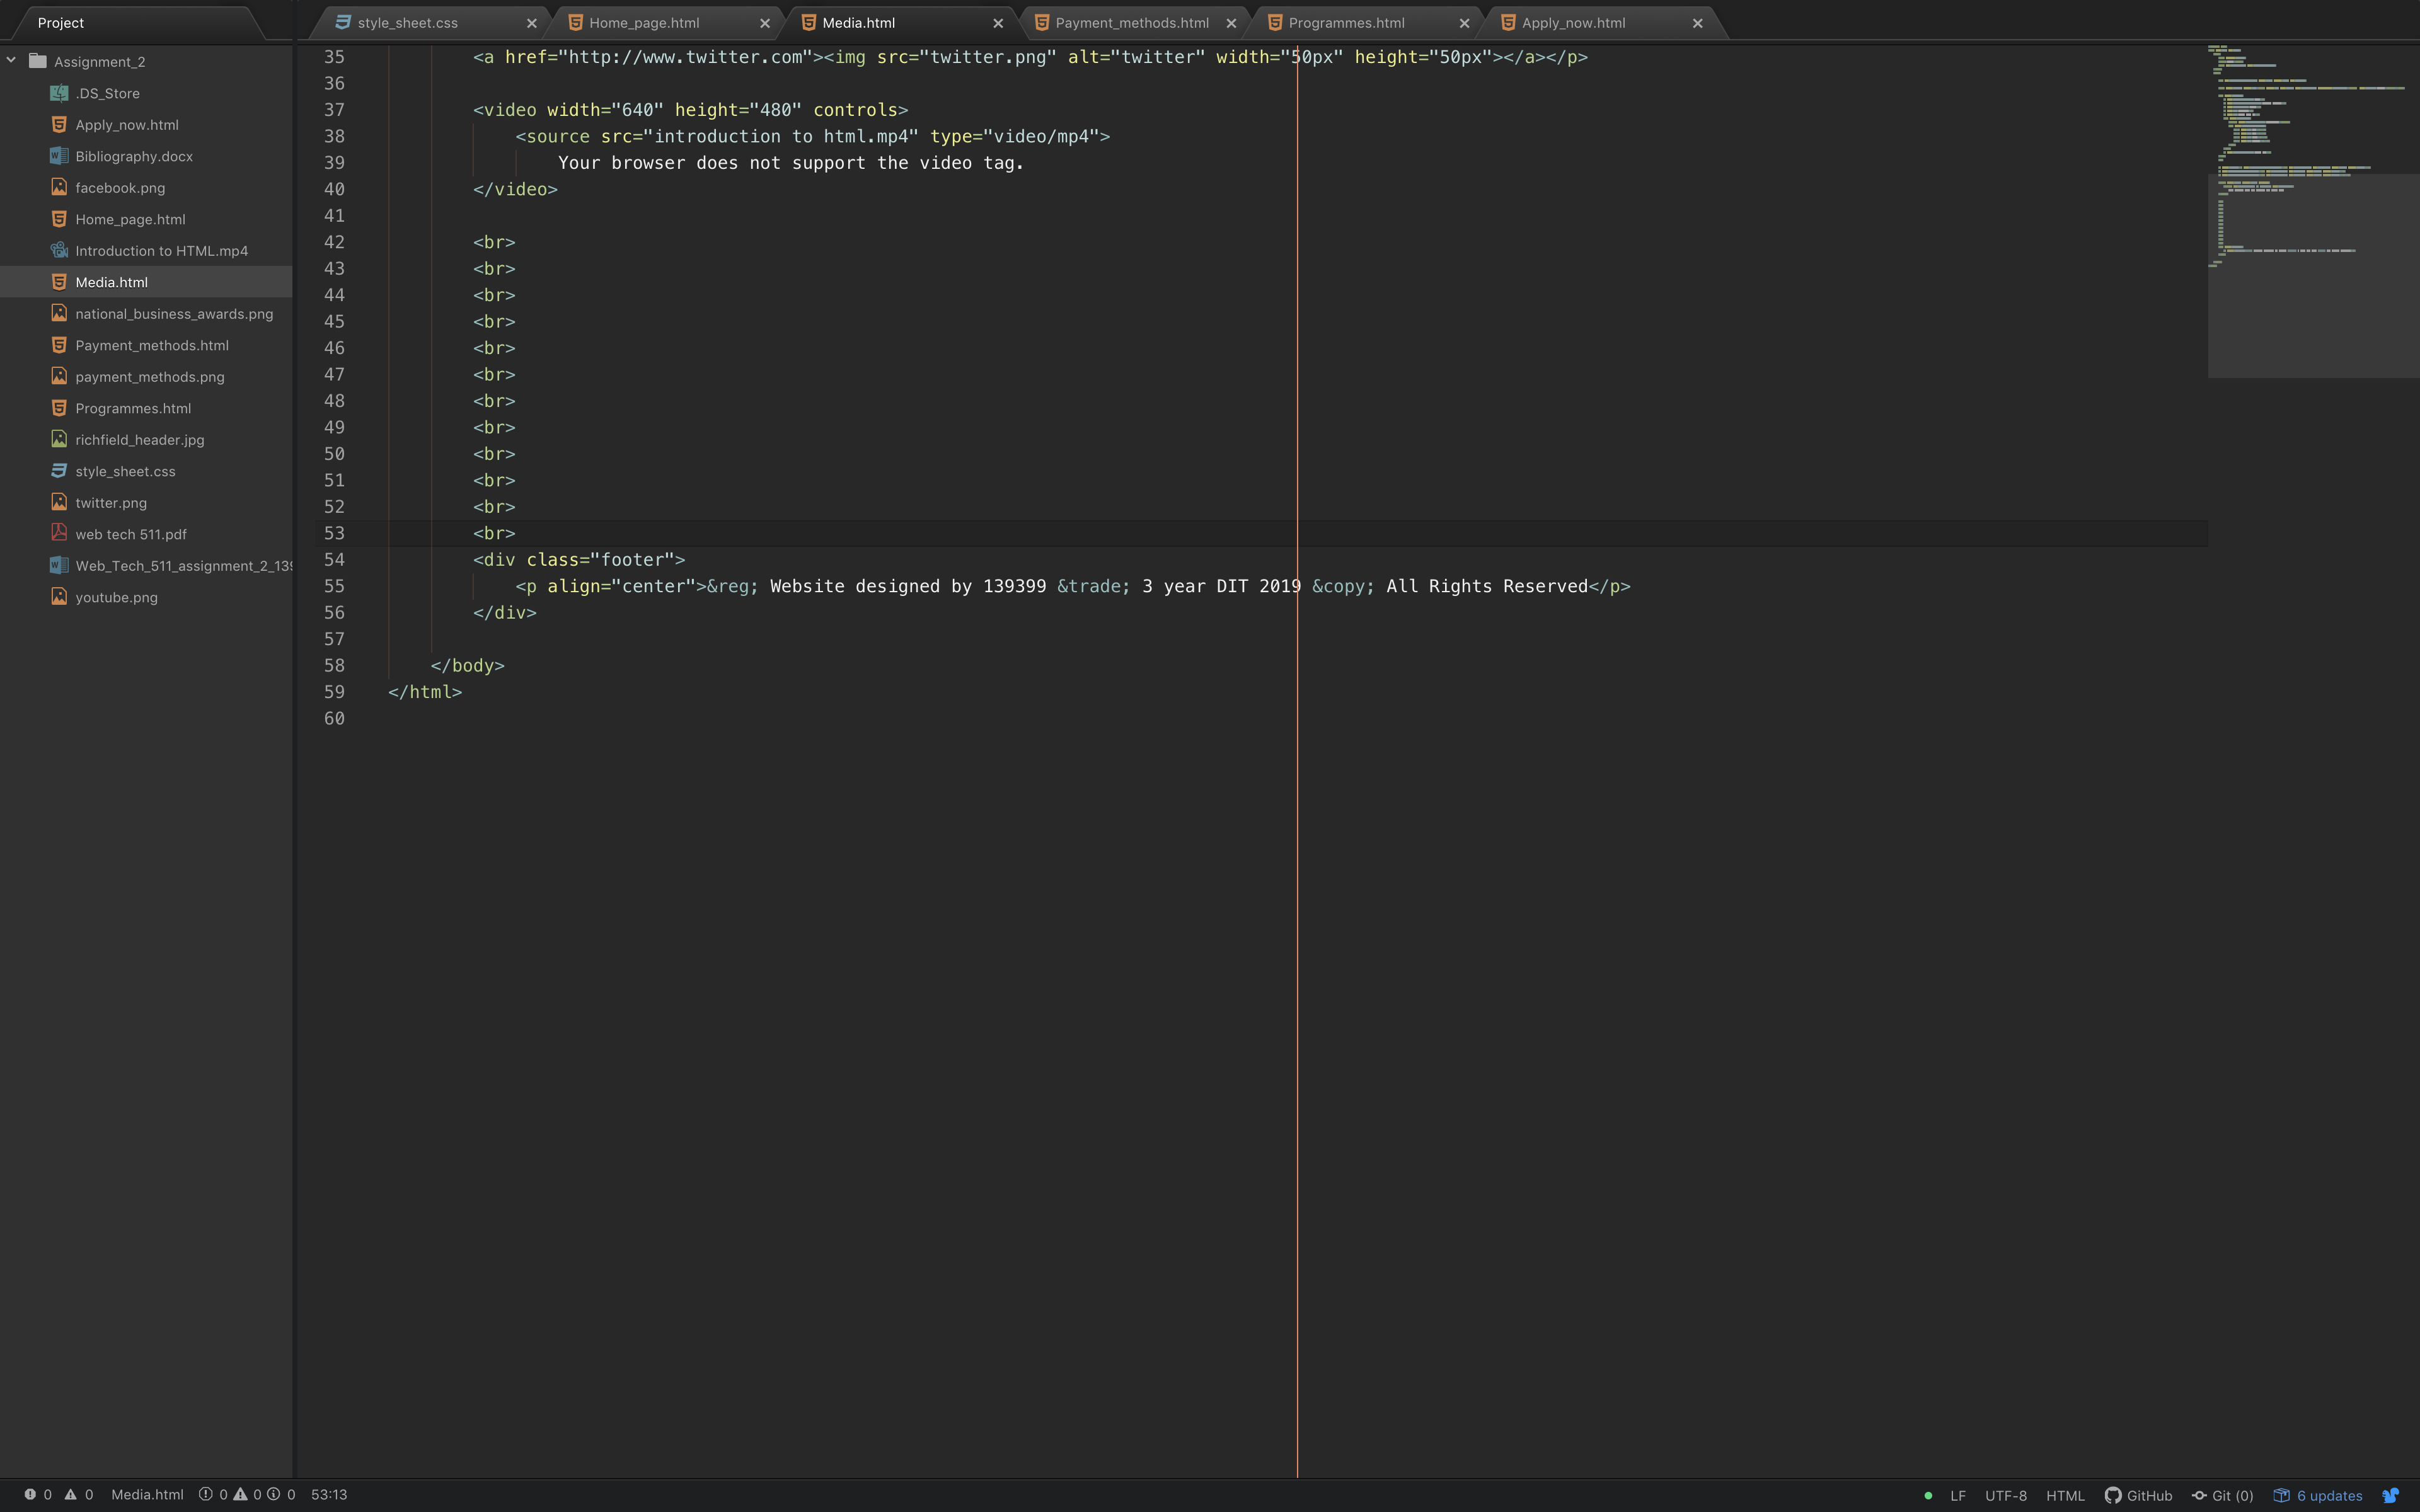 Project
style_sheet.css
Home_page.html
Media.html
Payment_methods.html
Programmes.html
Apply_now.html
Assignment_2
.DS_Store
Apply_now.html
Bibliography.docx
facebook.png
Home_page.html
Introduction to HTML.mp4
Media.html
national_business_awards.png
Payment_methods.html
payment_methods.png
Programmes.html
richfield_header.jpg
style_sheet.css
twitter.png
web tech 511.pdf
Web_Tech_511_assignment_2_139
youtube.png
35 <a href="http://www.twitter.com"><img src="twitter.png" alt="twitter" width="50px" height="50px"></a></p>
36
37 <video width="640" height="480" controls>
38 <source src="introduction to html.mp4" type="video/mp4">
39 Your browser does not support the video tag.
40 </video>
41
42 <br>
43 <br>
44 <br>
45 <br>
46 <br>
47 <br>
48 <br>
49 <br>
50 <br>
51 <br>
52 <br>
53 <br>
54 <div class="footer">
55 <p align="center">&reg; Website designed by 139399 &trade; 3 year DIT 2019 &copy; All Rights Reserved</p>
56 </div>
57
58 </body>
59 </html>
60
0 0 Media.html 0 0 0 53:13
LF UTF-8 HTML GitHub Git (0) 6 updates